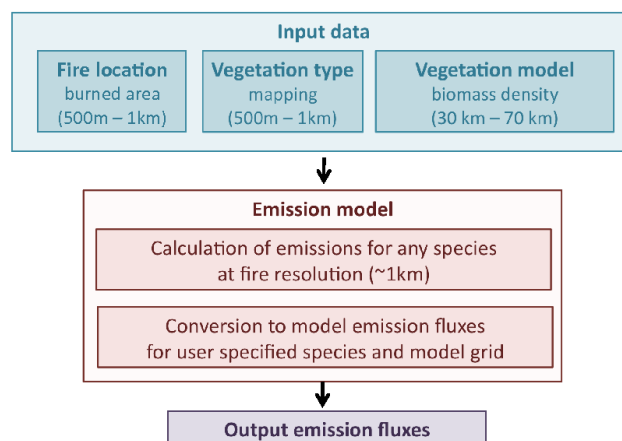 Input data
Fire location
burned area
(500m – 1km)
Vegetation type
mapping
(500m – 1km)
Vegetation model
biomass density
(30 km – 70 km)
Emission model
Calculation of emissions for any species
at fire resolution (~1km)
Conversion to model emission fluxes
for user specified species and model grid
Output emission fluxes